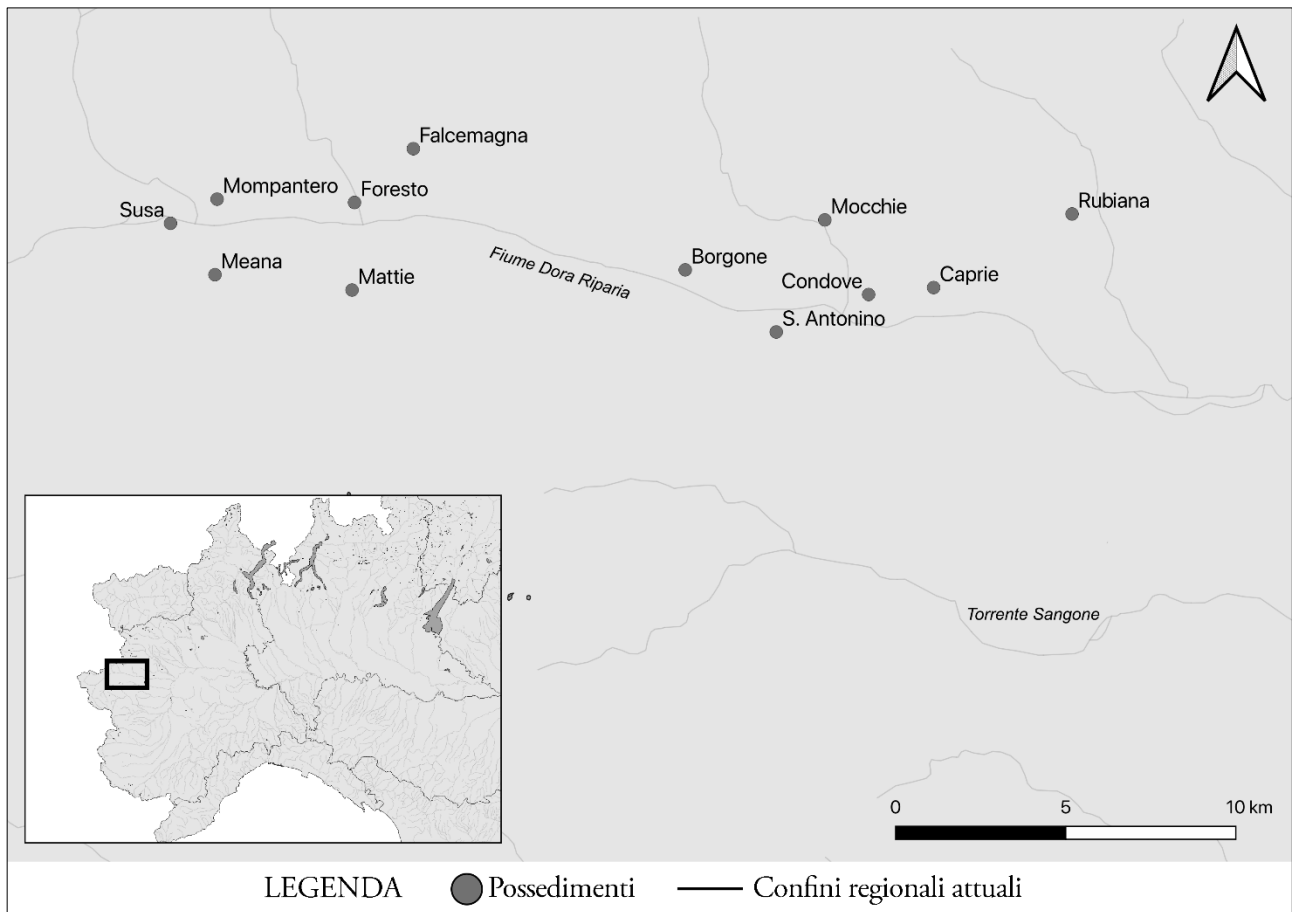 Falcemagna
Mompantero
Foresto
Susa
Mocchie
Rubiana
Meana
Mattie
Fiume Dora Riparia
Borgone
Condove
Caprie
S. Antonino
Torrente Sangone
0 5 10 km
LEGENDA Possedimenti Confini regionali attuali